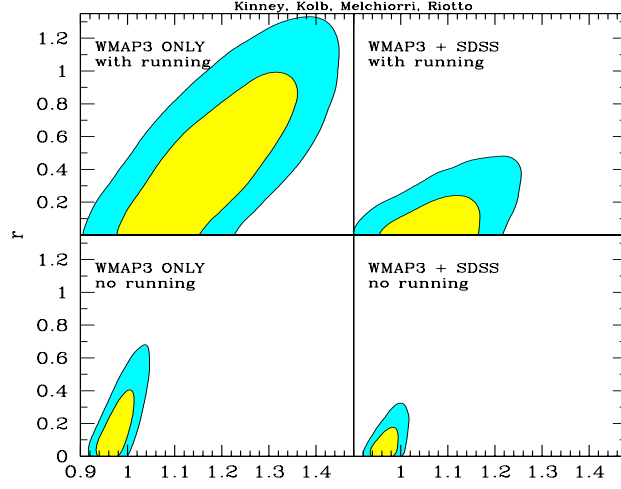 Kinney, Kolb, Melchiorri, Riotto
WMAP3 ONLY
with running
WMAP3 + SDSS
with running
1.2
1
0.8
0.6
0.4
0.2
r
WMAP3 ONLY
no running
WMAP3 + SDSS
no running
1.2
1
0.8
0.6
0.4
0.2
0
0.9 1 1.1 1.2 1.3 1.4 1 1.1 1.2 1.3 1.4